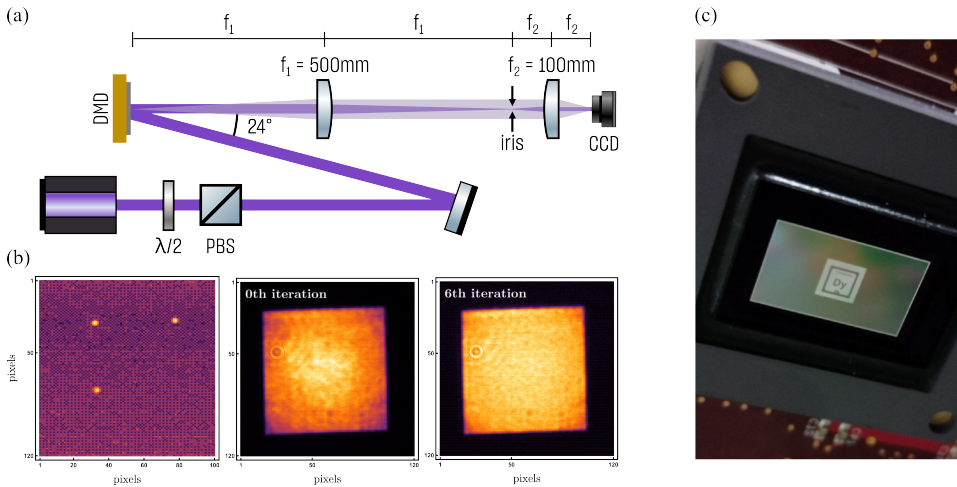 (a)
f₁
f₁
f₂
f₂
f₁ = 500mm
f₂ = 100mm
DMD
24°
iris
CCD
λ/2
PBS
(b)
1
50
120
pixels
1
20
40
60
80
100
pixels
0th iteration
1
50
120
1
50
120
pixels
6th iteration
1
50
120
1
50
120
pixels
(c)
Dy